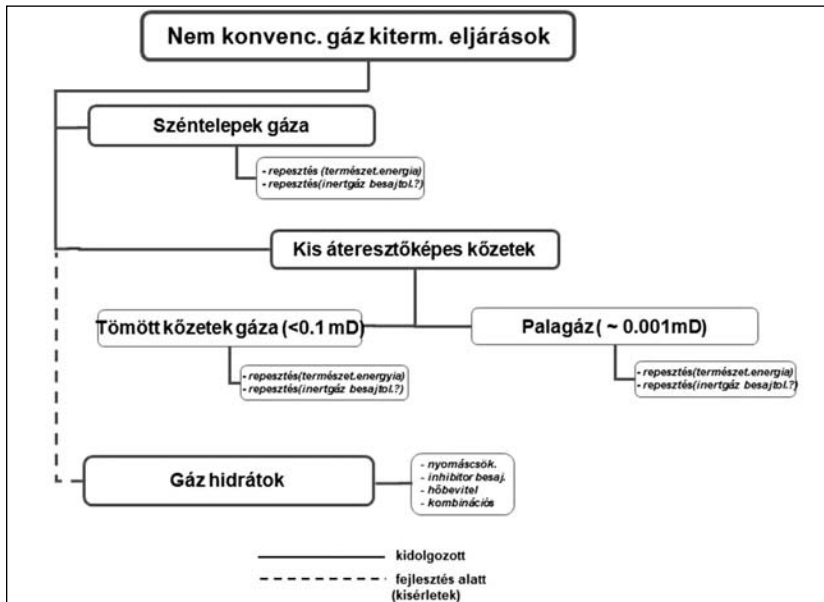 Nem konvenc. gáz kiterm. eljárások
Széntelepek gáza
- repesztés (természet.energia)
- repesztés(inertgáz besajtol.?)
Kis áteresztőképes kőzetek
Tömött kőzetek gáza (<0.1 mD)
Palagáz ( ~ 0.001mD)
- repesztés(természet.energyia)
- repesztés(inertgáz besajtol.?)
- repesztés(természet.energia)
- repesztés(inertgáz besajtol.?)
Gáz hidrátok
- nyomáscsök.
- inhibitor besaj.
- hőbevitel
- kombinációs
kidolgozott
fejlesztés alatt
(kisérletek)